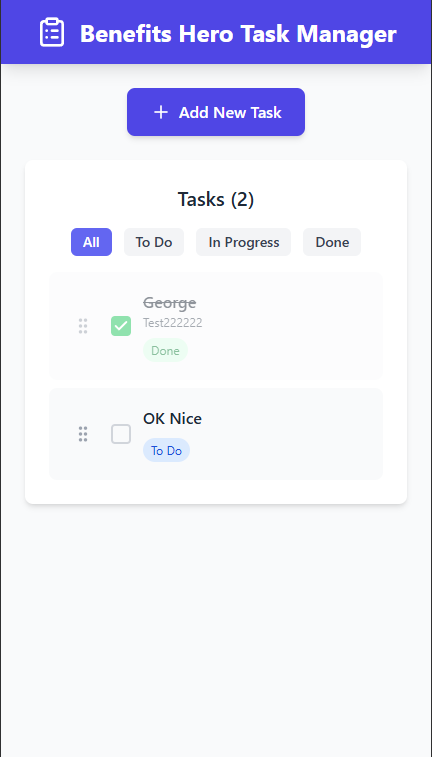 Benefits Hero Task Manager
Add New Task
Tasks (2)
All To Do In Progress Done
George
Test222222
Done
OK Nice
To Do